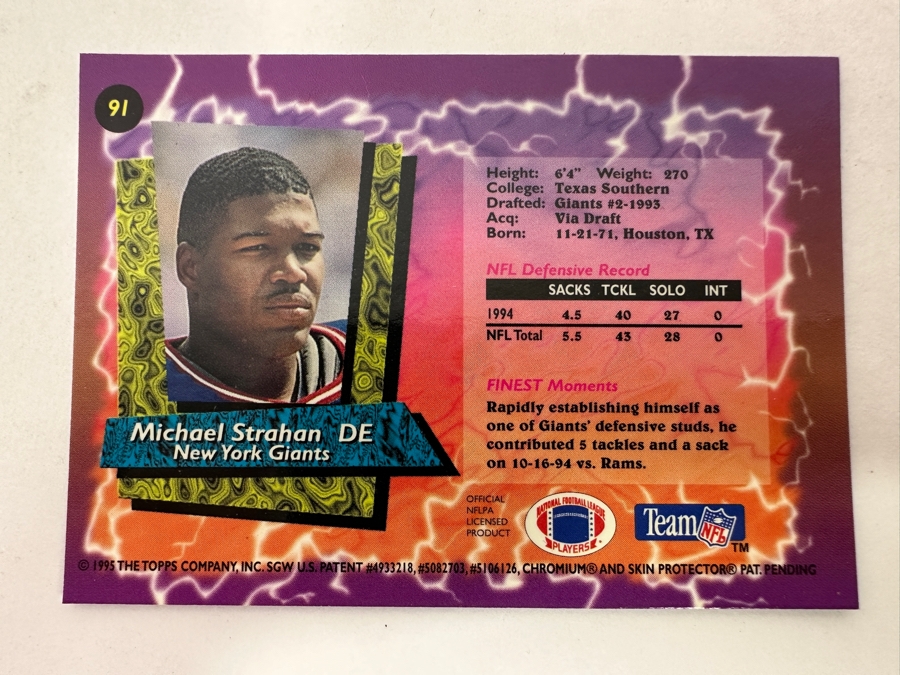 91
Height: 6'4" Weight: 270
College: Texas Southern
Drafted: Giants #2-1993
Acq: Via Draft
Born: 11-21-71, Houston, TX
NFL Defensive Record
SACKS TCKL SOLO INT
1994 4.5 40 27 0
NFL Total 5.5 43 28 0
FINEST Moments
Rapidly establishing himself as
one of Giants' defensive studs, he
contributed 5 tackles and a sack
on 10-16-94 vs. Rams.
Michael Strahan DE
New York Giants
OFFICIAL
NFLPA
LICENSED
PRODUCT
NATIONAL FOOTBALL LEAGUE
PLAYERS
Team NFL TM
© 1995 THE TOPPS COMPANY, INC. SGW U.S. PATENT #4933218, #5082703, #5106126, CHROMIUM® AND SKIN PROTECTOR® PAT. PENDING